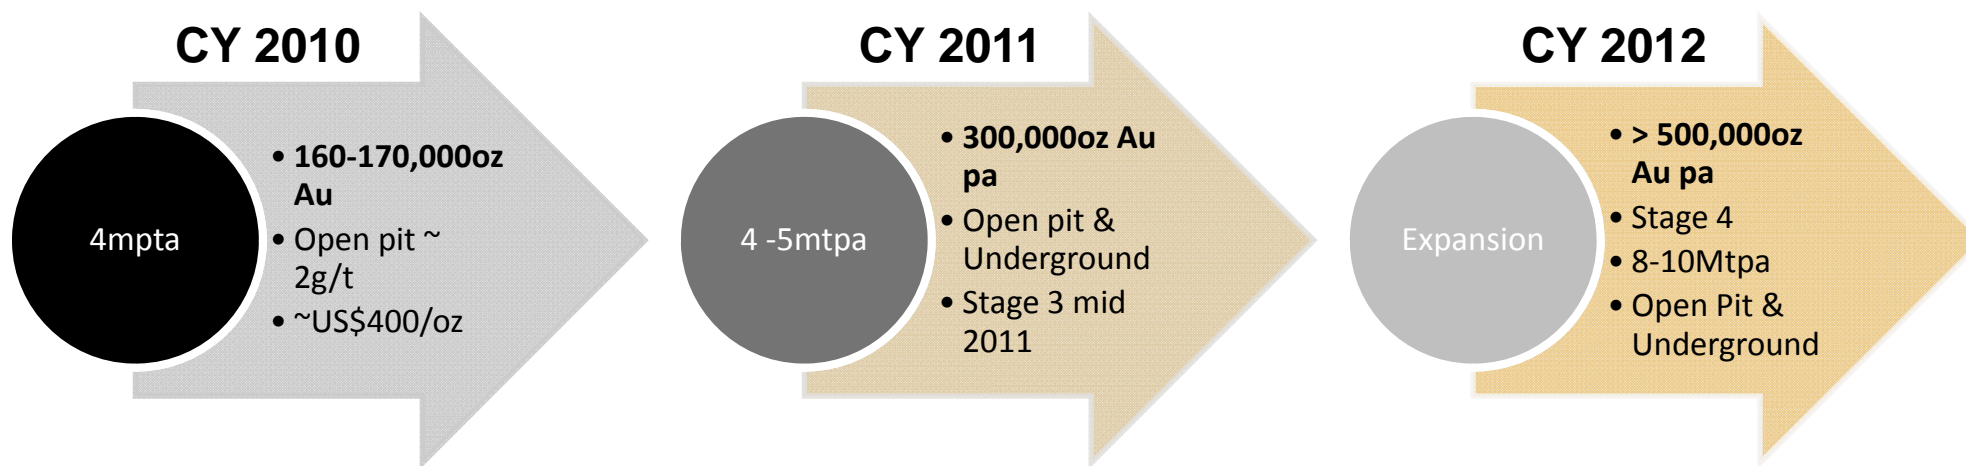 CY 2010
4mpta
• 160-170,000oz
Au
• Open pit ~
2g/t
• ~US$400/oz
CY 2011
4 -5mtpa
• 300,000oz Au
pa
• Open pit &
Underground
• Stage 3 mid
2011
CY 2012
Expansion
• > 500,000oz
Au pa
• Stage 4
• 8-10Mtpa
• Open Pit &
Underground